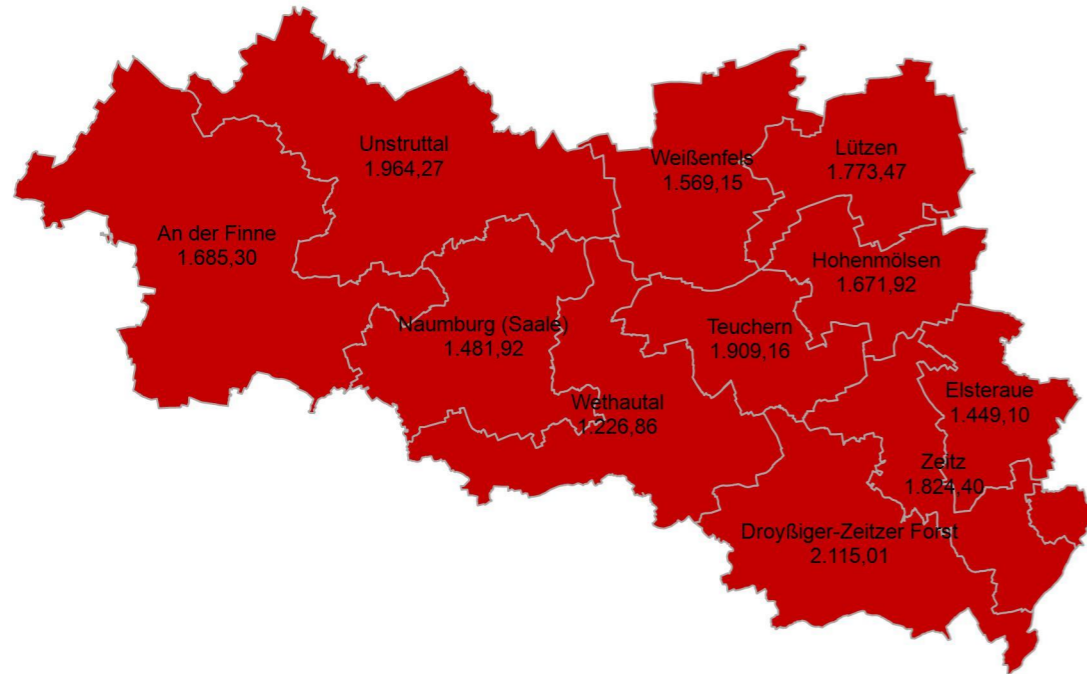 Unstruttal
1.964,27
Weißenfels
1.569,15
Lützen
1.773,47
An der Finne
1.685,30
Hohenmölsen
1.671,92
Naumburg (Saale)
1.481,92
Teuchern
1.909,16
Wethautal
1.226,86
Elsteraue
1.449,10
Zeitz
1.824,40
Droyßiger-Zeitzer Forst
2.115,01